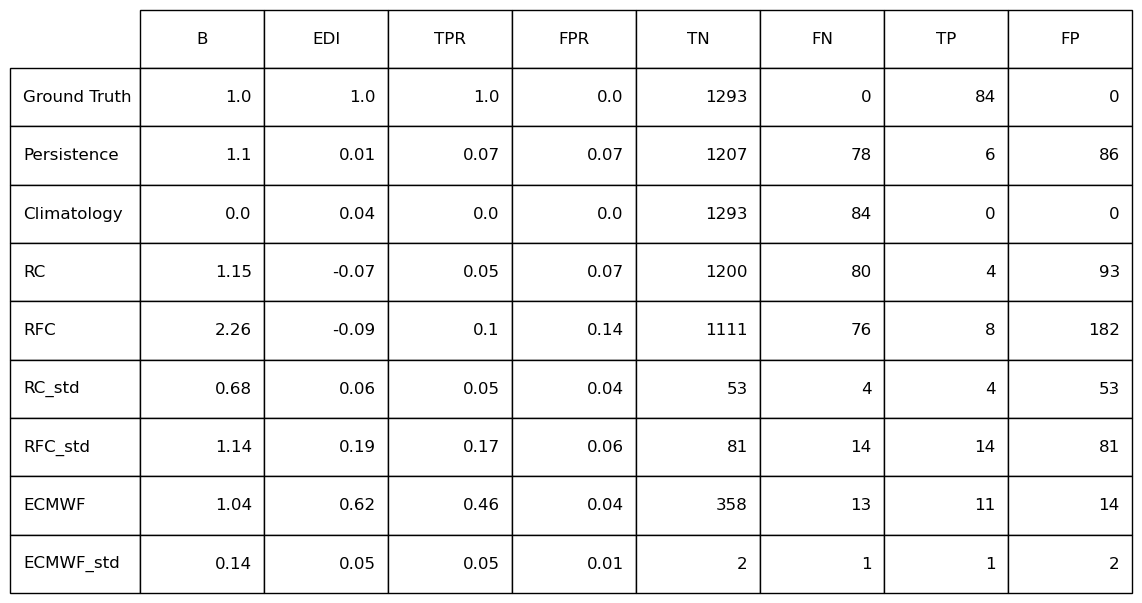 B EDI TPR FPR TN FN TP FP
Ground Truth 1.0 1.0 1.0 0.0 1293 0 84 0
Persistence 1.1 0.01 0.07 0.07 1207 78 6 86
Climatology 0.0 0.04 0.0 0.0 1293 84 0 0
RC 1.15 -0.07 0.05 0.07 1200 80 4 93
RFC 2.26 -0.09 0.1 0.14 1111 76 8 182
RC_std 0.68 0.06 0.05 0.04 53 4 4 53
RFC_std 1.14 0.19 0.17 0.06 81 14 14 81
ECMWF 1.04 0.62 0.46 0.04 358 13 11 14
ECMWF_std 0.14 0.05 0.05 0.01 2 1 1 2